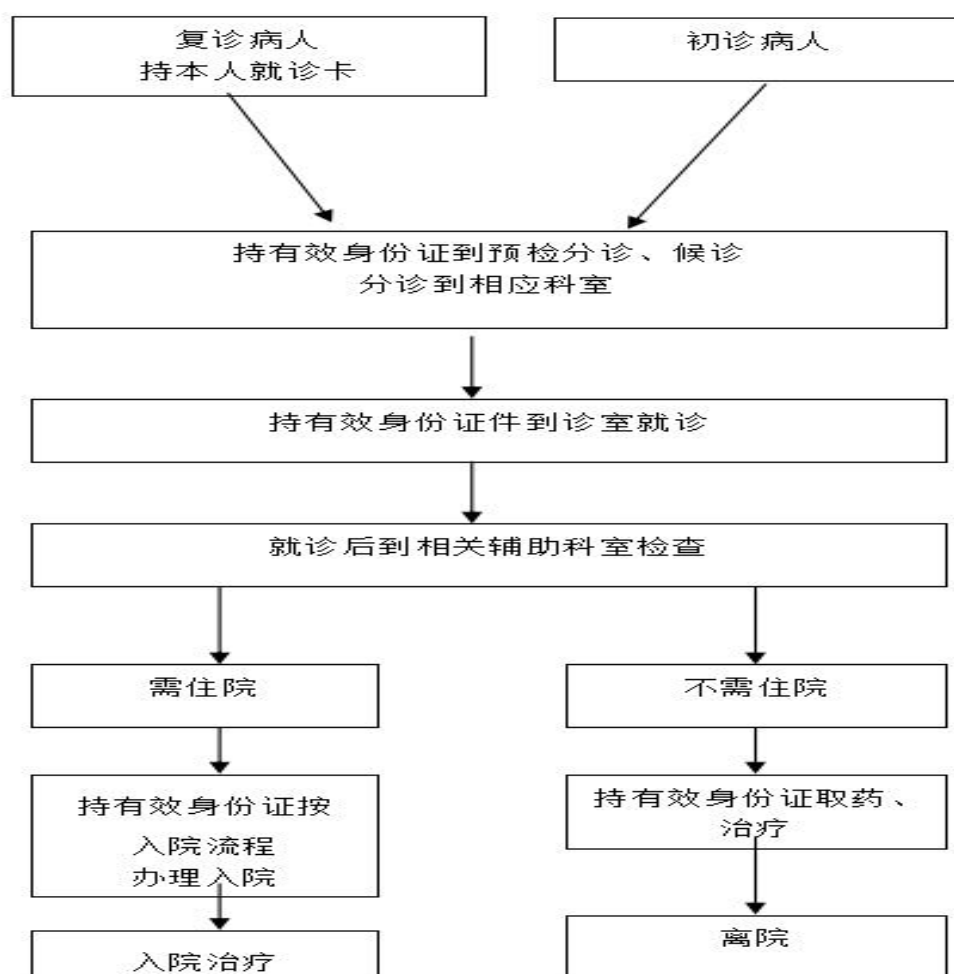 复诊病人
持本人就诊卡
初诊病人
持有效身份证到预检分诊、候诊
分诊到相应科室
持有效身份证件到诊室就诊
就诊后到相关辅助科室检查
需住院
不需住院
持有效身份证按
入院流程
办理入院
持有效身份证取药、
治疗
入院治疗
离院